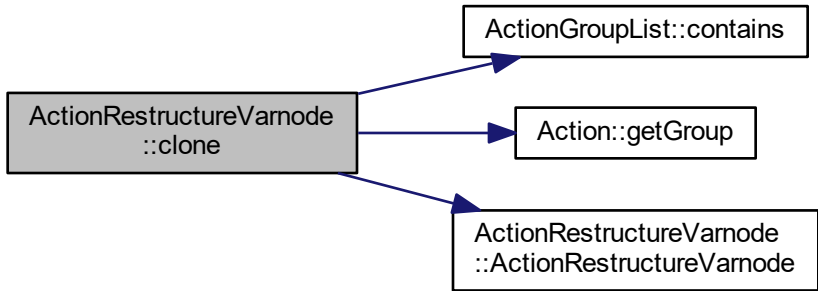 ActionRestructureVarnode
::clone
ActionGroupList::contains
Action::getGroup
ActionRestructureVarnode
::ActionRestructureVarnode